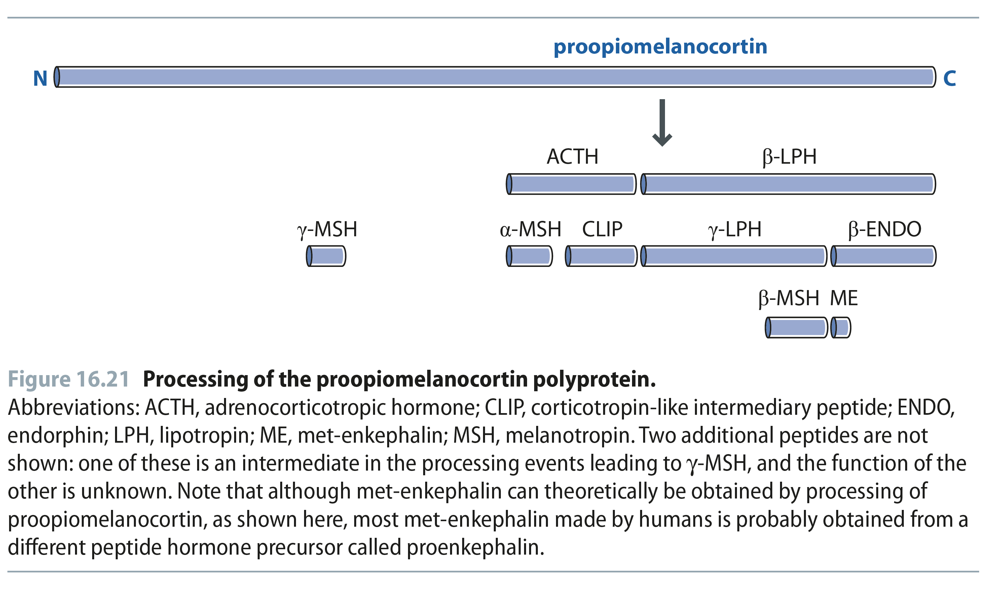 proopiomelanocortin
N C
ACTH β-LPH
γ-MSH α-MSH CLIP γ-LPH β-ENDO
β-MSH ME
Figure 16.21 Processing of the proopiomelanocortin polyprotein.
Abbreviations: ACTH, adrenocorticotropic hormone; CLIP, corticotropin-like intermediary peptide; ENDO,
endorphin; LPH, lipotropin; ME, met-enkephalin; MSH, melanotropin. Two additional peptides are not
shown: one of these is an intermediate in the processing events leading to γ-MSH, and the function of the
other is unknown. Note that although met-enkephalin can theoretically be obtained by processing of
proopiomelanocortin, as shown here, most met-enkephalin made by humans is probably obtained from a
different peptide hormone precursor called proenkephalin.